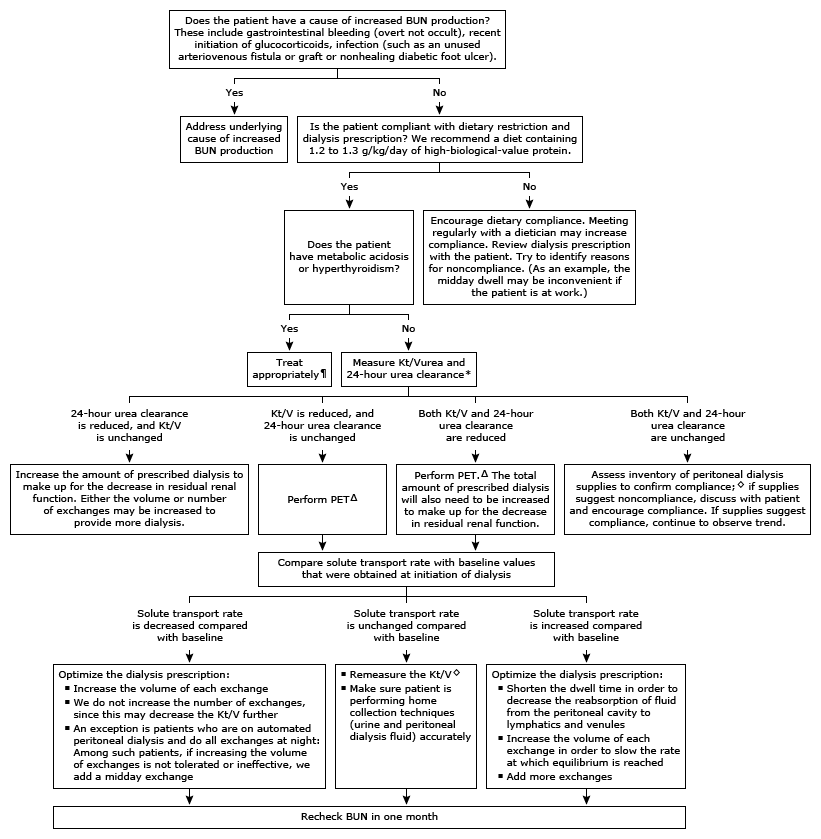 Does the patient have a cause of increased BUN production?
These include gastrointestinal bleeding (overt not occult), recent
initiation of glucocorticoids, infection (such as an unused
arteriovenous fistula or graft or nonhealing diabetic foot ulcer).
Yes
No
Address underlying
cause of increased
BUN production
Is the patient compliant with dietary restriction and
dialysis prescription? We recommend a diet containing
1.2 to 1.3 g/kg/day of high-biological-value protein.
Yes
No
Does the patient
have metabolic acidosis
or hyperthyroidism?
Encourage dietary compliance. Meeting
regularly with a dietician may increase
compliance. Review dialysis prescription
with the patient. Try to identify reasons
for noncompliance. (As an example, the
midday dwell may be inconvenient if
the patient is at work.)
Yes
No
Treat
appropriately¶
Measure Kt/Vurea and
24-hour urea clearance*
24-hour urea clearance
is reduced, and Kt/V
is unchanged
Kt/V is reduced, and
24-hour urea clearance
is unchanged
Both Kt/V and 24-hour
urea clearance
are reduced
Both Kt/V and 24-hour
urea clearance
are unchanged
Increase the amount of prescribed dialysis to
make up for the decrease in residual renal
function. Either the volume or number
of exchanges may be increased to
provide more dialysis.
Perform PETΔ
Perform PET.Δ The total
amount of prescribed dialysis
will also need to be increased
to make up for the decrease
in residual renal function.
Assess inventory of peritoneal dialysis
supplies to confirm compliance;◇ if supplies
suggest noncompliance, discuss with patient
and encourage compliance. If supplies suggest
compliance, continue to observe trend.
Compare solute transport rate with baseline values
that were obtained at initiation of dialysis
Solute transport rate
is decreased compared
with baseline
Solute transport rate
is unchanged compared
with baseline
Solute transport rate
is increased compared
with baseline
Optimize the dialysis prescription:
▪ Increase the volume of each exchange
▪ We do not increase the number of exchanges,
since this may decrease the Kt/V further
▪ An exception is patients who are on automated
peritoneal dialysis and do all exchanges at night:
Among such patients, if increasing the volume
of exchanges is not tolerated or ineffective, we
add a midday exchange
▪ Remeasure the Kt/V◇
▪ Make sure patient is
performing home
collection techniques
(urine and peritoneal
dialysis fluid) accurately
Optimize the dialysis prescription:
▪ Shorten the dwell time in order to
decrease the reabsorption of fluid
from the peritoneal cavity to
lymphatics and venules
▪ Increase the volume of each
exchange in order to slow the rate
at which equilibrium is reached
▪ Add more exchanges
Recheck BUN in one month